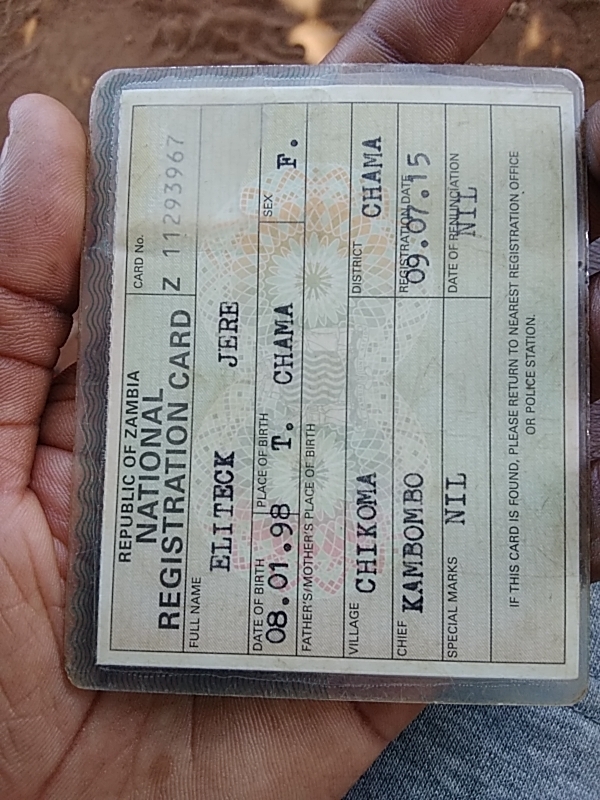 REPUBLIC OF ZAMBIA
NATIONAL
REGISTRATION CARD
CARD No.
Z 11293967
FULL NAME
ELITECK JERE
DATE OF BIRTH PLACE OF BIRTH SEX
08.01.98 T. CHAMA F.
FATHER'S/MOTHER'S PLACE OF BIRTH
VILLAGE CHIKOMA DISTRICT CHAMA
CHIEF KAMBOMBO REGISTRATION DATE 09.07.15
SPECIAL MARKS NIL DATE OF RENUNCIATION NIL
IF THIS CARD IS FOUND, PLEASE RETURN TO NEAREST REGISTRATION OFFICE
OR POLICE STATION.